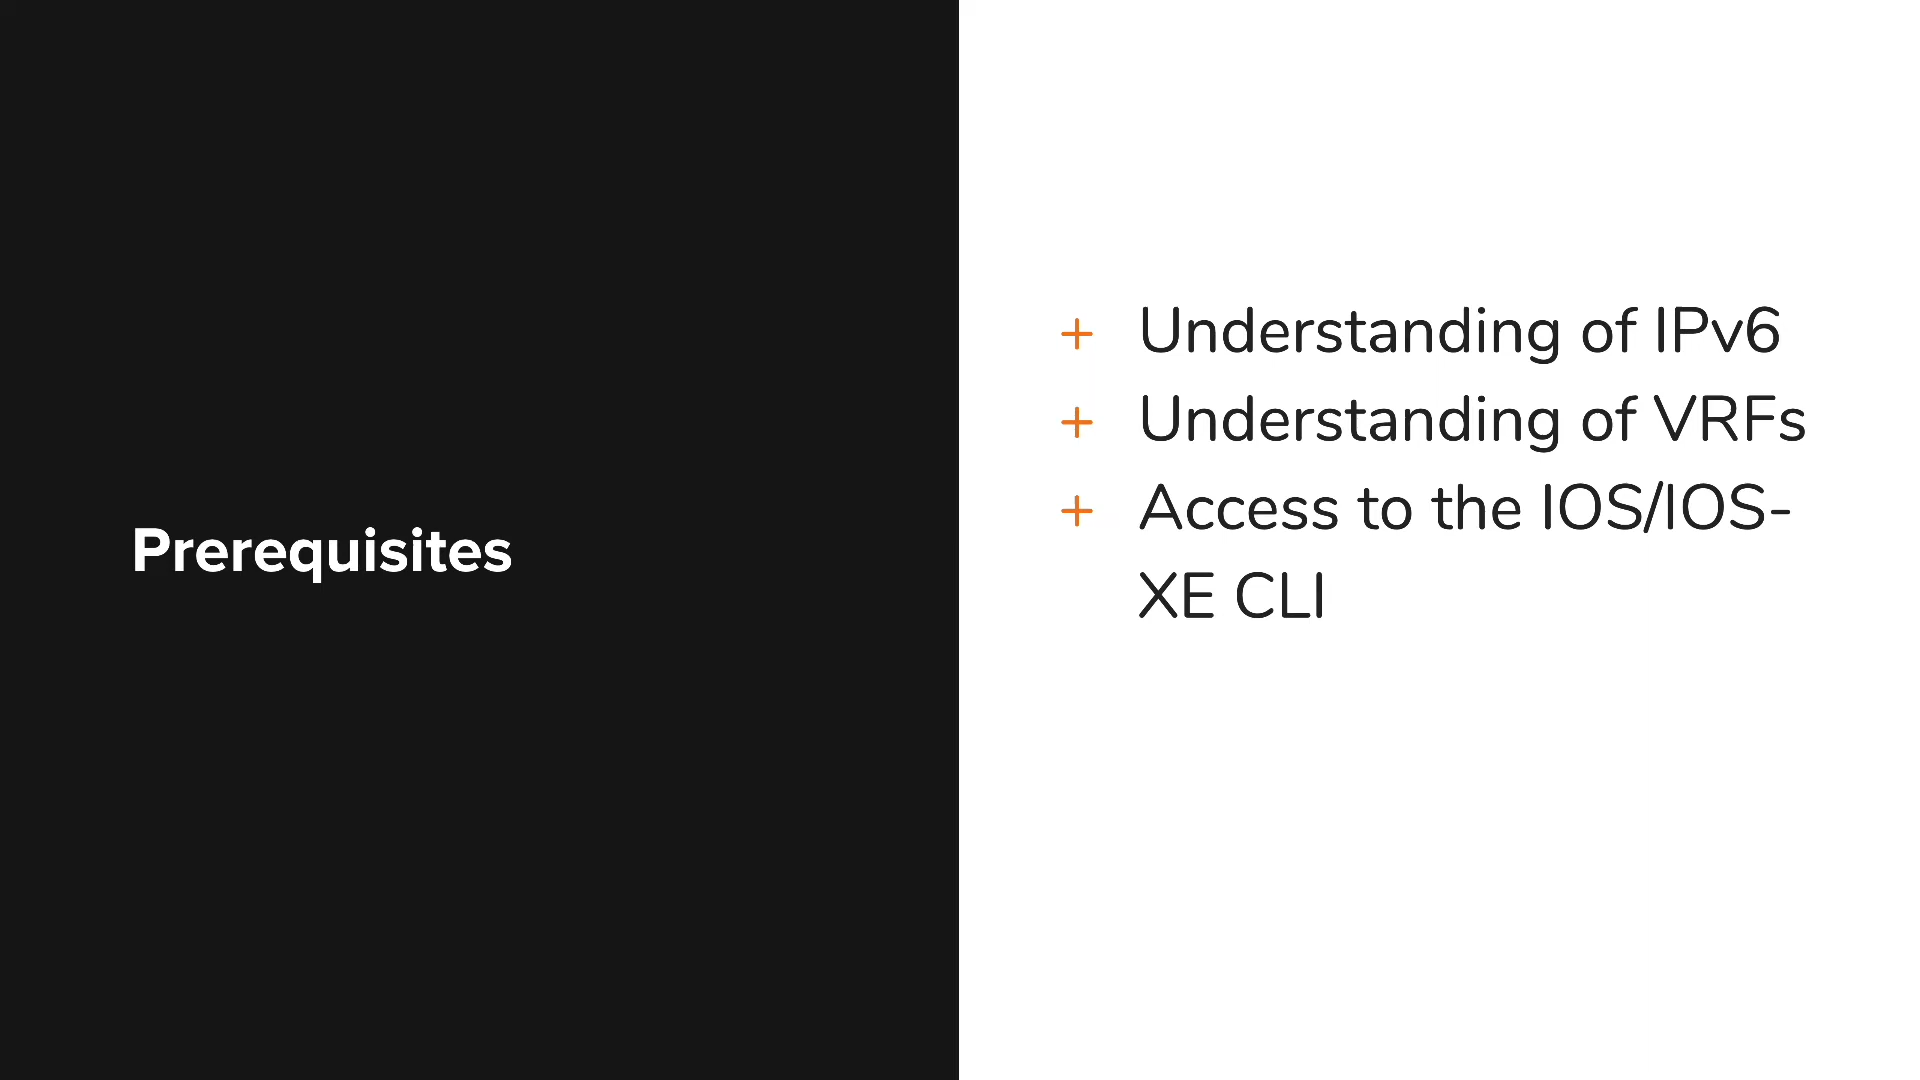 Prerequisites
+ Understanding of IPv6
+ Understanding of VRFs
+ Access to the IOS/IOS-
XE CLI